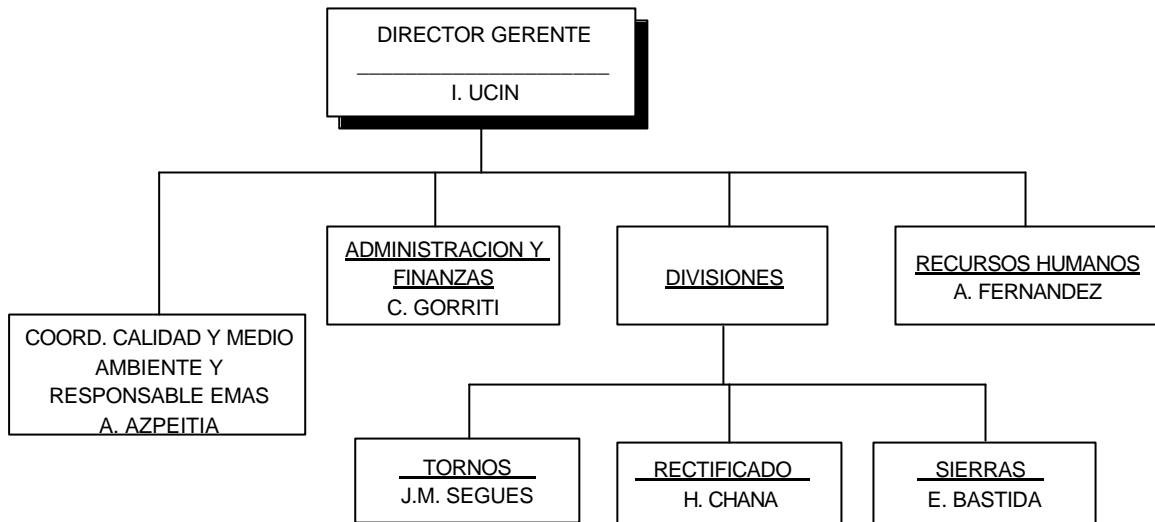 DIRECTOR GERENTE
_____________________
I. UCIN
ADMINISTRACION Y
FINANZAS
C. GORRITI
DIVISIONES
RECURSOS HUMANOS
A. FERNANDEZ
COORD. CALIDAD Y MEDIO
AMBIENTE Y
RESPONSABLE EMAS
A. AZPEITIA
TORNOS
J.M. SEGUES
RECTIFICADO
H. CHANA
SIERRAS
E. BASTIDA